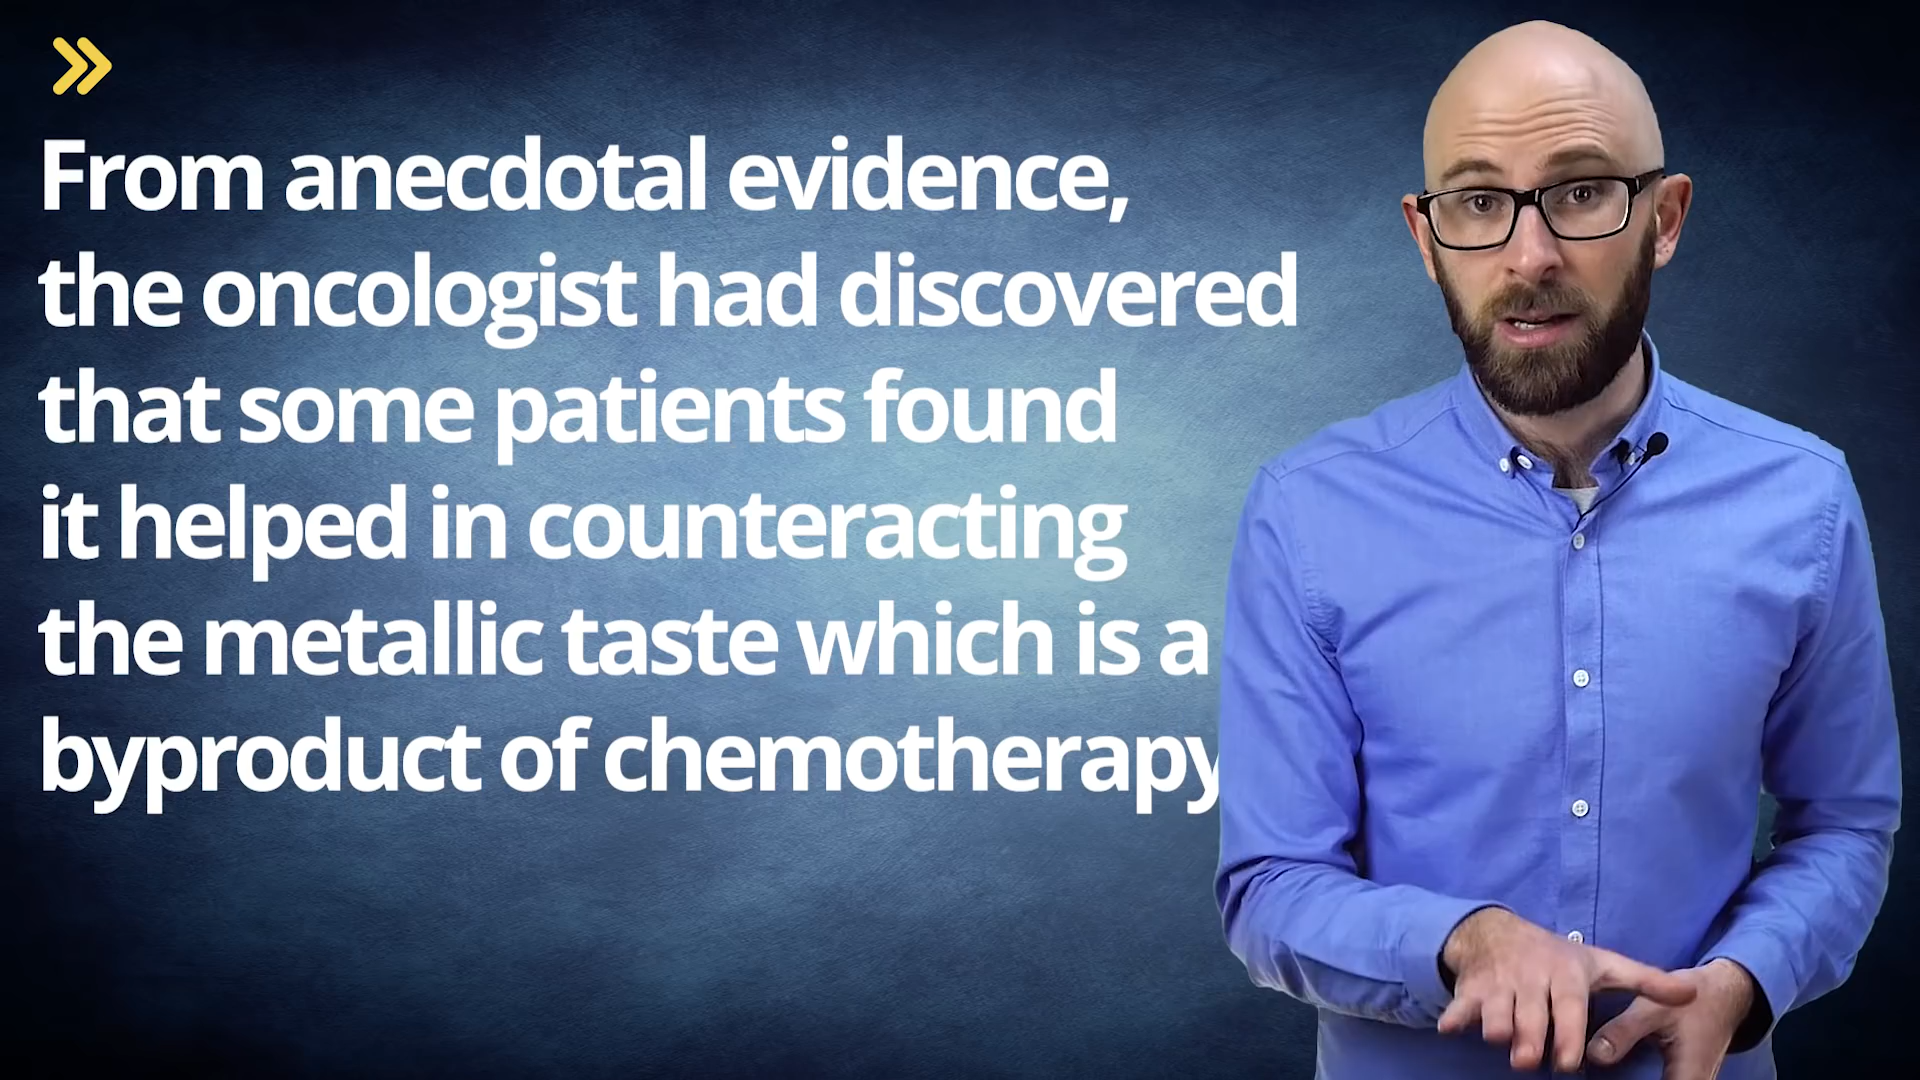 From anecdotal evidence,
the oncologist had discovered
that some patients found
it helped in counteracting
the metallic taste which is a
byproduct of chemotherapy